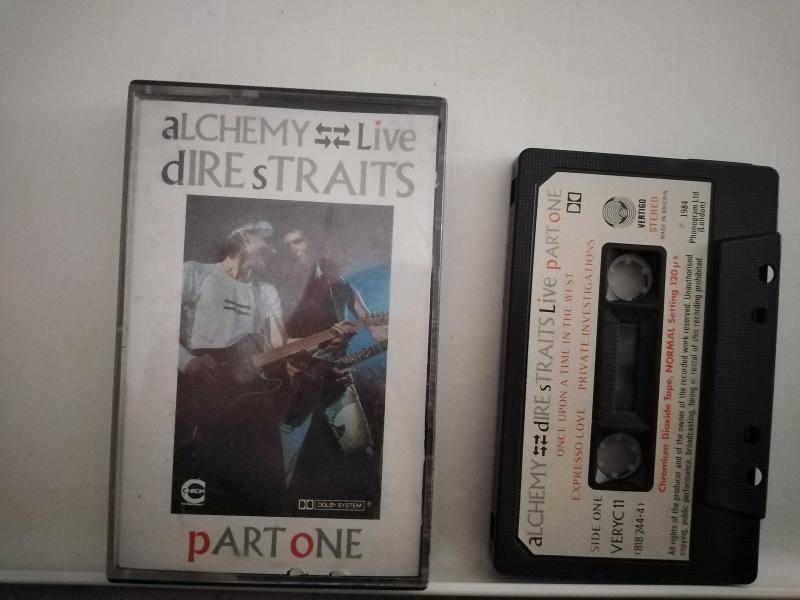 aLCHEMY Live
dIRE sTRAITS
CHROM
DOLBY SYSTEM ®
pART oNE
aLCHEMY dIRE sTRAITS Live pART ONE
ONCE UPON A TIME IN THE WEST
EXPRESSO LOVE PRIVATE INVESTIGATIONS
SIDE ONE
VERYC 11
(818 244-4)
VERTIGO
STEREO
MADE IN BRITAIN
℗ 1984
Phonogram Ltd.
(London)
Chromium Dioxide Tape, NORMAL Setting 120 µs
All rights of the producer and of the owner of the recorded work reserved. Unauthorised
copying, public performance, broadcasting, hiring or rental of this recording prohibited.